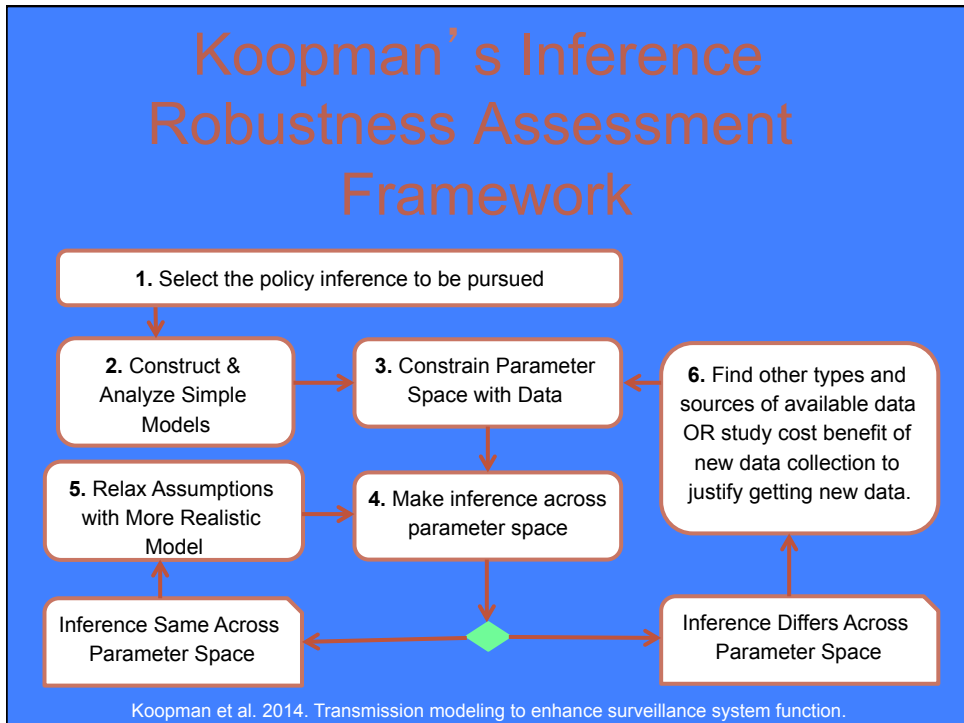 Koopman’s Inference
Robustness Assessment
Framework
1. Select the policy inference to be pursued
2. Construct &
Analyze Simple
Models
3. Constrain Parameter
Space with Data
6. Find other types and
sources of available data
OR study cost benefit of
new data collection to
justify getting new data.
5. Relax Assumptions
with More Realistic
Model
4. Make inference across
parameter space
Inference Same Across
Parameter Space
Inference Differs Across
Parameter Space
Koopman et al. 2014. Transmission modeling to enhance surveillance system function.